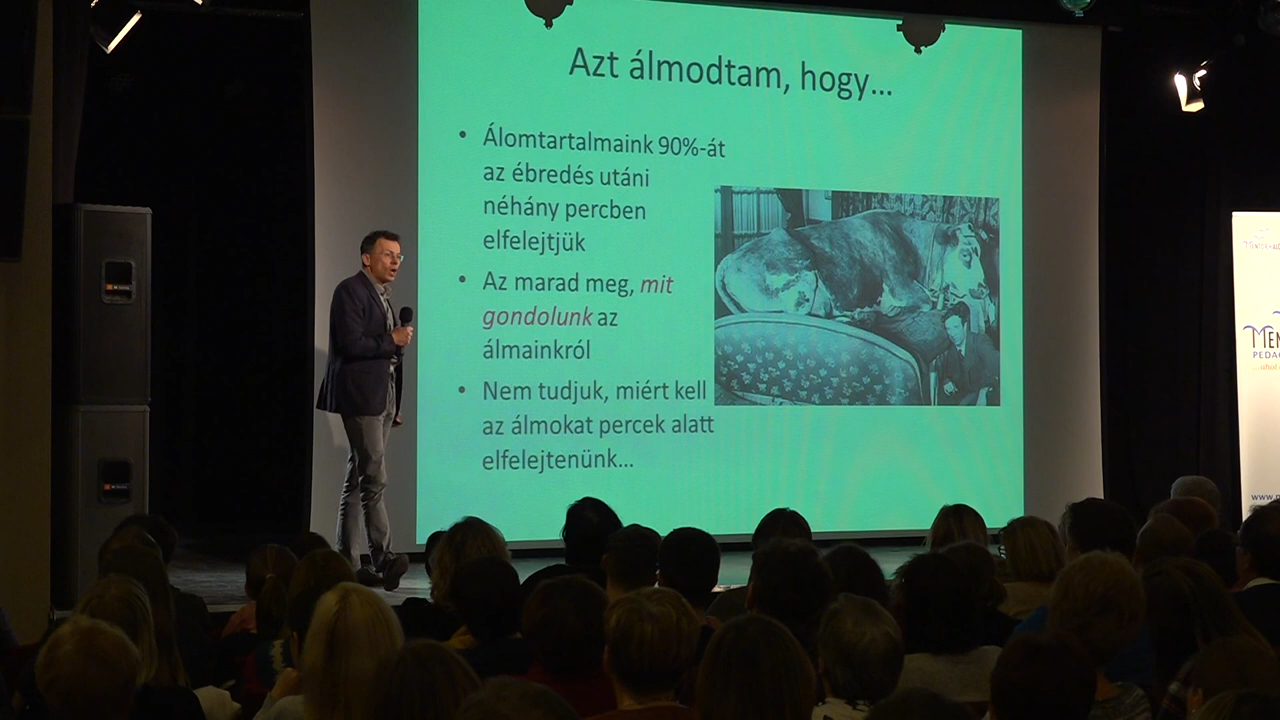 Azt álmodtam, hogy...
• Álomtartalmaink 90%-át
az ébredés utáni
néhány percben
elfelejtjük
• Az marad meg, mit
gondolunk az
álmainkról
• Nem tudjuk, miért kell
az álmokat percek alatt
elfelejtenünk...